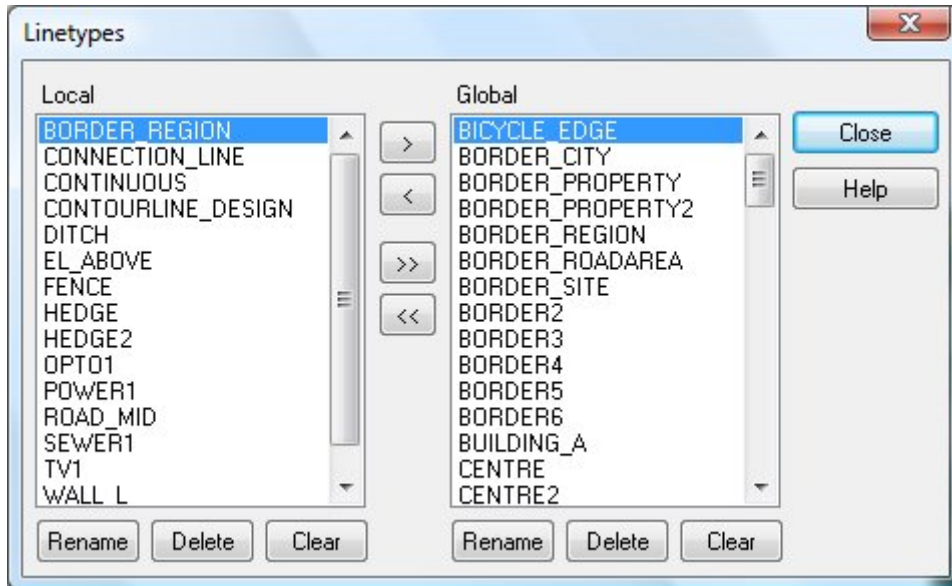 Linetypes
Local
BORDER_REGION
CONNECTION_LINE
CONTINUOUS
CONTOURLINE_DESIGN
DITCH
EL_ABOVE
FENCE
HEDGE
HEDGE2
OPTO1
POWER1
ROAD_MID
SEWER1
TV1
WALL_L
Rename Delete Clear
>
<
>>
<<
Global
BICYCLE_EDGE
BORDER_CITY
BORDER_PROPERTY
BORDER_PROPERTY2
BORDER_REGION
BORDER_ROADAREA
BORDER_SITE
BORDER2
BORDER3
BORDER4
BORDER5
BORDER6
BUILDING_A
CENTRE
CENTRE2
Rename Delete Clear
Close
Help